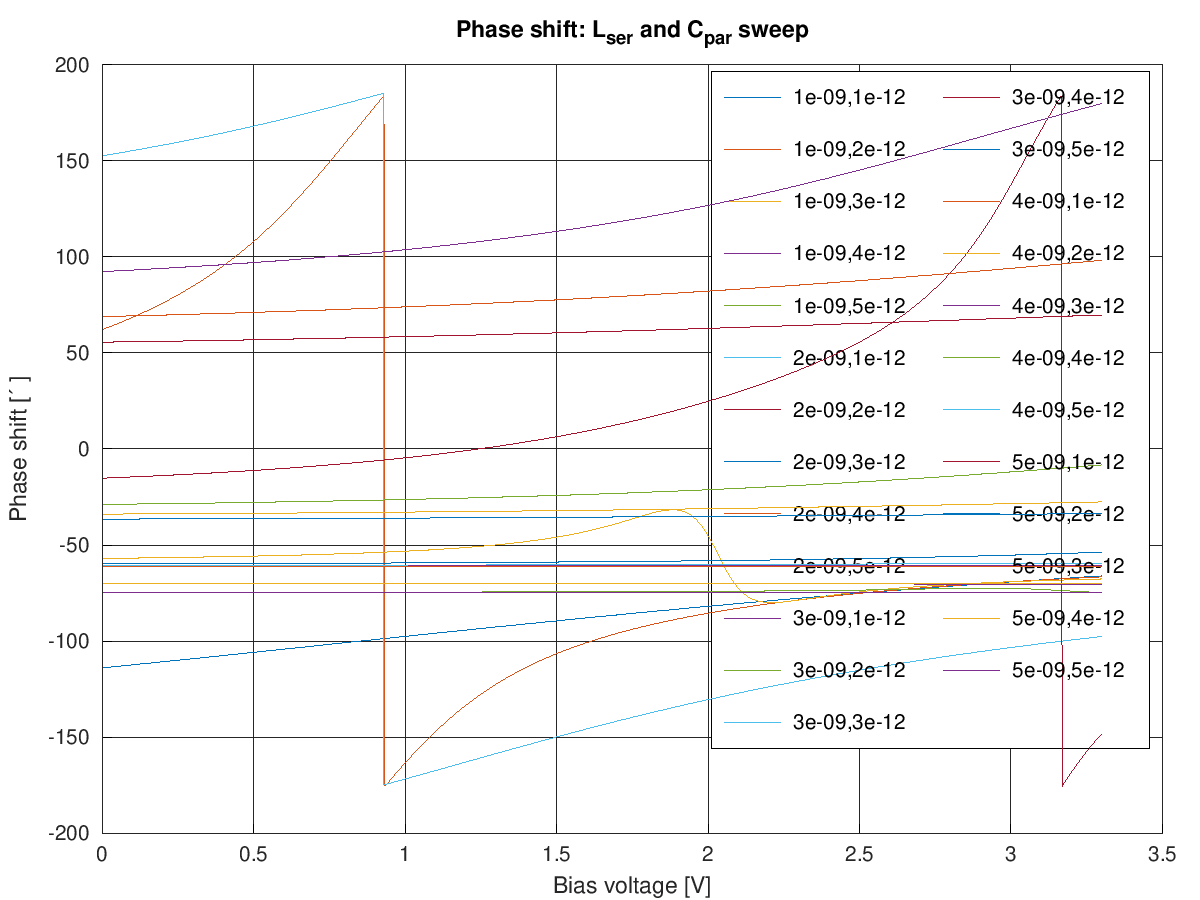 Phase shift: Lser and Cpar sweep
200
150
100
50
0
-50
-100
-150
-200
Phase shift [´]
0
0.5
1
1.5
2
2.5
3
3.5
Bias voltage [V]
1e-09,1e-12
1e-09,2e-12
1e-09,3e-12
1e-09,4e-12
1e-09,5e-12
2e-09,1e-12
2e-09,2e-12
2e-09,3e-12
2e-09,4e-12
2e-09,5e-12
3e-09,1e-12
3e-09,2e-12
3e-09,3e-12
3e-09,4e-12
3e-09,5e-12
4e-09,1e-12
4e-09,2e-12
4e-09,3e-12
4e-09,4e-12
4e-09,5e-12
5e-09,1e-12
5e-09,2e-12
5e-09,3e-12
5e-09,4e-12
5e-09,5e-12